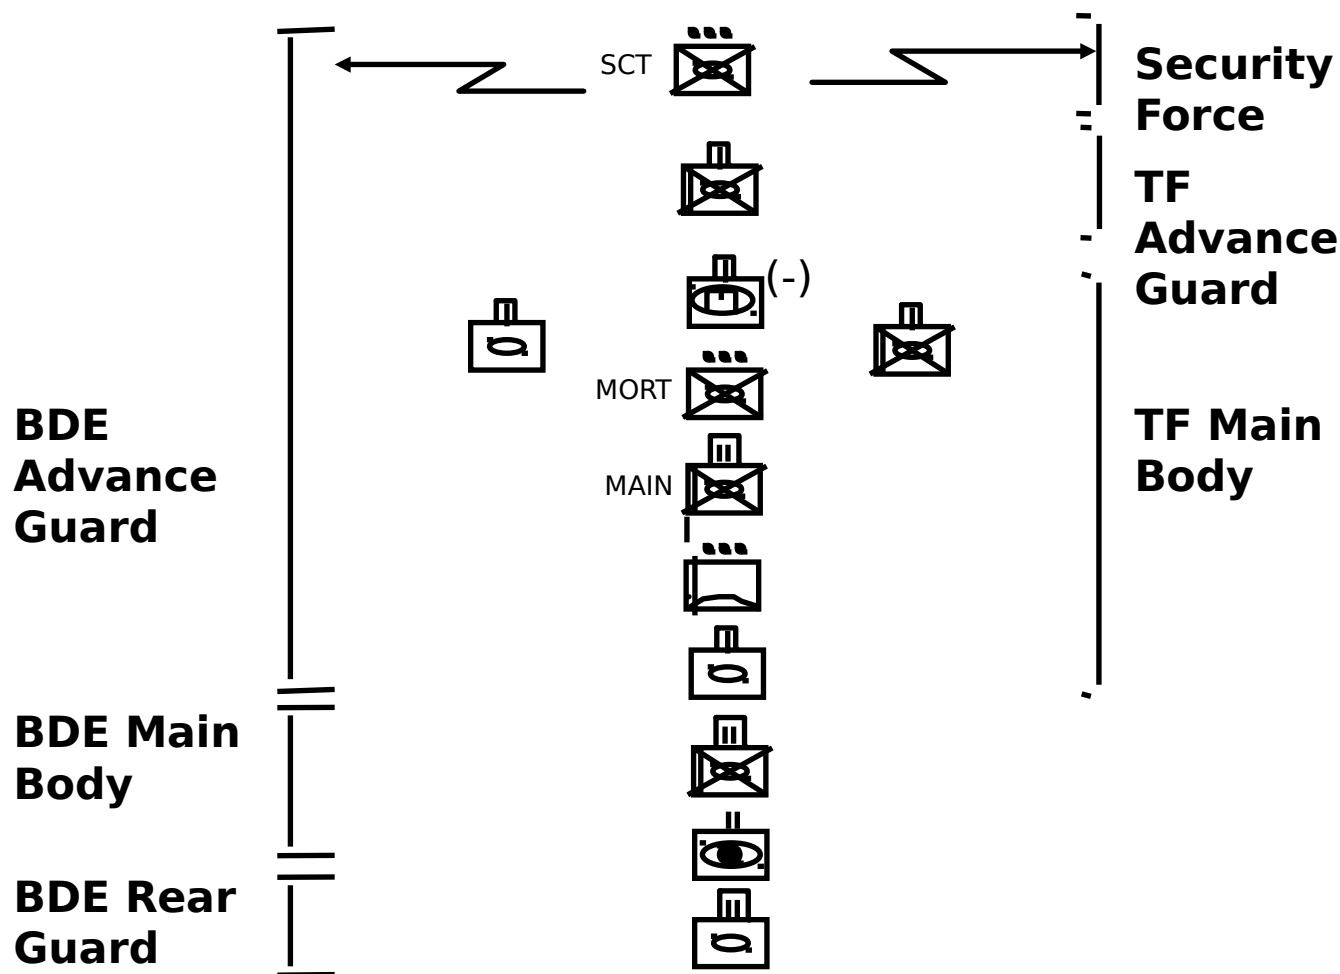 SCT
Security
Force
TF
Advance
Guard
(-)
MORT
BDE
Advance
Guard
TF Main
Body
MAIN
BDE Main
Body
BDE Rear
Guard